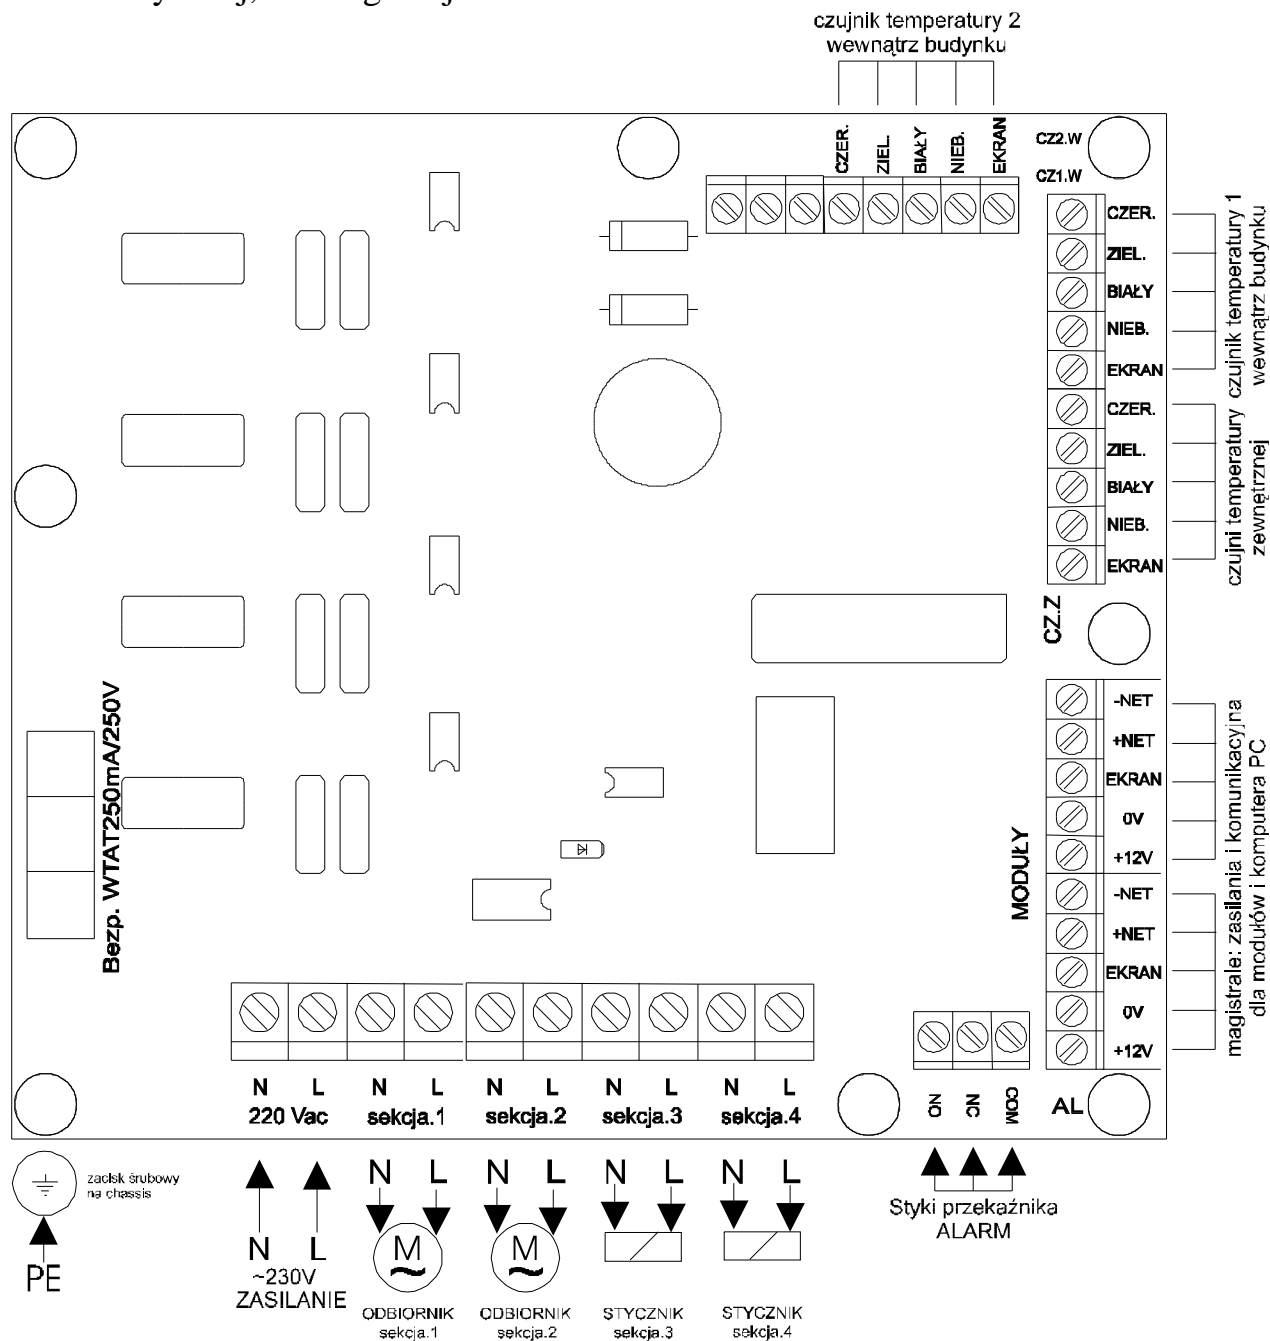 czujnik temperatury 2
wewnątrz budynku
CZER.
ZIEL.
BIAŁY
NIEB.
EKRAN
CZ2.W
CZ1.W
CZER.
ZIEL.
BIAŁY
NIEB.
EKRAN
CZER.
ZIEL.
BIAŁY
NIEB.
EKRAN
czujnik temperatury 1
wewnątrz budynku
czujni temperatury
zewnętrznej
CZ.Z
-NET
+NET
EKRAN
0V
+12V
-NET
+NET
EKRAN
0V
+12V
MODUŁY
magistrale: zasilania i komunikacyjna
dla modułów i komputera PC
Bezp. WTAT250mA/250V
N L N L N L N L N L
220 Vac sekcja.1 sekcja.2 sekcja.3 sekcja.4
NO
NC
COM
AL
zacisk śrubowy
na chassis
PE
N L
~230V
ZASILANIE
N L
M
ODBIORNIK
sekcja.1
N L
M
ODBIORNIK
sekcja.2
N L
STYCZNIK
sekcja.3
N L
STYCZNIK
sekcja.4
Styki przekaźnika
ALARM